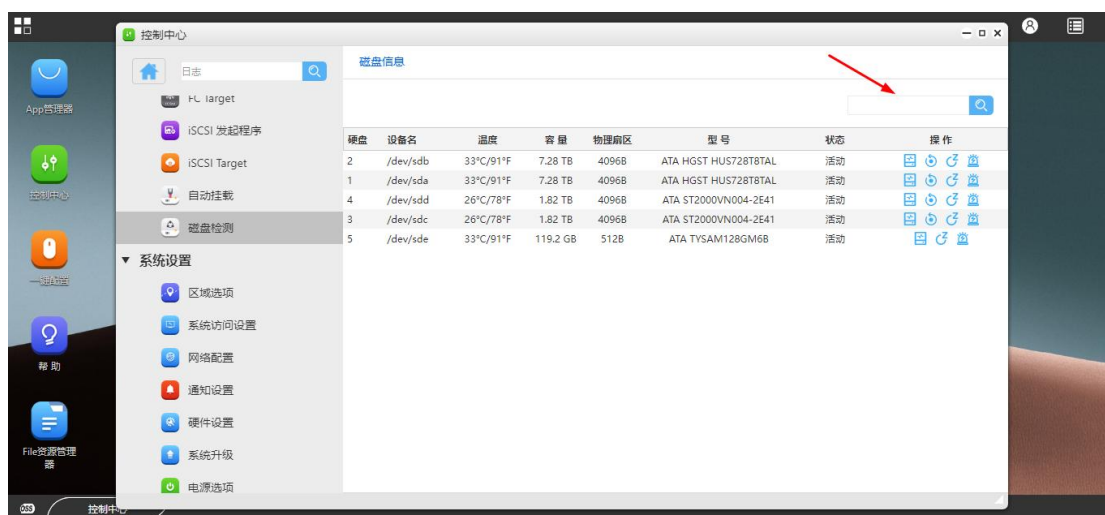 控制中心
日志
磁盘信息
App管理器
FC Target
iSCSI 发起程序
iSCSI Target
自动挂载
磁盘检测
系统设置
区域选项
系统访问设置
网络配置
通知设置
硬件设置
系统升级
电源选项
硬盘 设备名 温度 容 量 物理扇区 型 号 状态 操 作
2 /dev/sdb 33°C/91°F 7.28 TB 4096B ATA HGST HUS728T8TAL 活动
1 /dev/sda 33°C/91°F 7.28 TB 4096B ATA HGST HUS728T8TAL 活动
4 /dev/sdd 26°C/78°F 1.82 TB 4096B ATA ST2000VN004-2E41 活动
3 /dev/sdc 26°C/78°F 1.82 TB 4096B ATA ST2000VN004-2E41 活动
5 /dev/sde 33°C/91°F 119.2 GB 512B ATA TYSAM128GM6B 活动
控制中心
一键配置
帮 助
File资源管理
器
控制中心